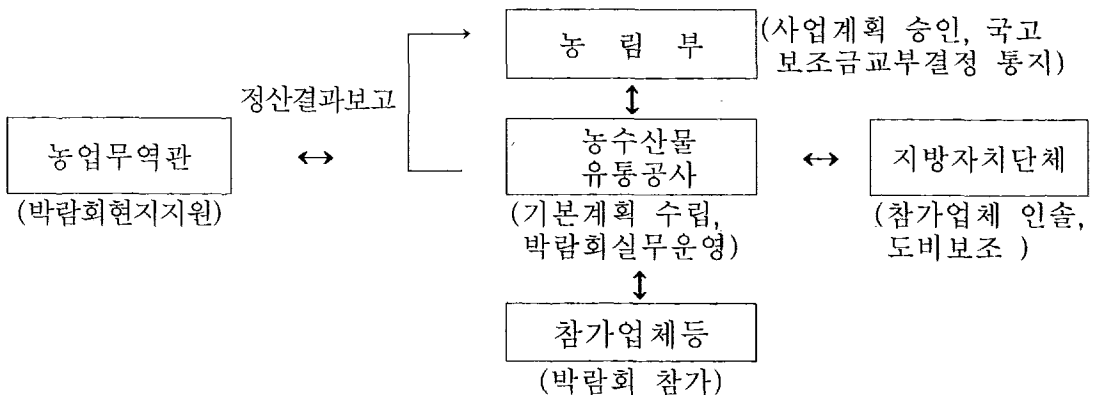 농 림 부
(사업계획 승인, 국고
보조금교부결정 통지)
정산결과보고
농업무역관
(박람회현지지원)
농수산물
유통공사
(기본계획 수립,
박람회실무운영)
지방자치단체
(참가업체 인솔,
도비보조 )
참가업체등
(박람회 참가)